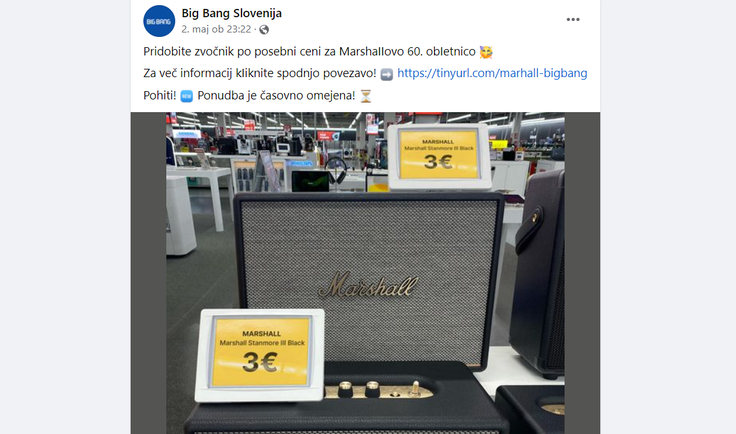 BIG BANG
Big Bang Slovenija
2. maj ob 23:22 ·
Pridobite zvočnik po posebni ceni za Marshallovo 60. obletnico 🥰
Za več informacij kliknite spodnjo povezavo! ➡️ https://tinyurl.com/marhall-bigbang
Pohiti! 🆕 Ponudba je časovno omejena! ⏳
MARSHALL
Marshall Stanmore III Black
3€
Marshall
MARSHALL
Marshall Stanmore III Black
3€